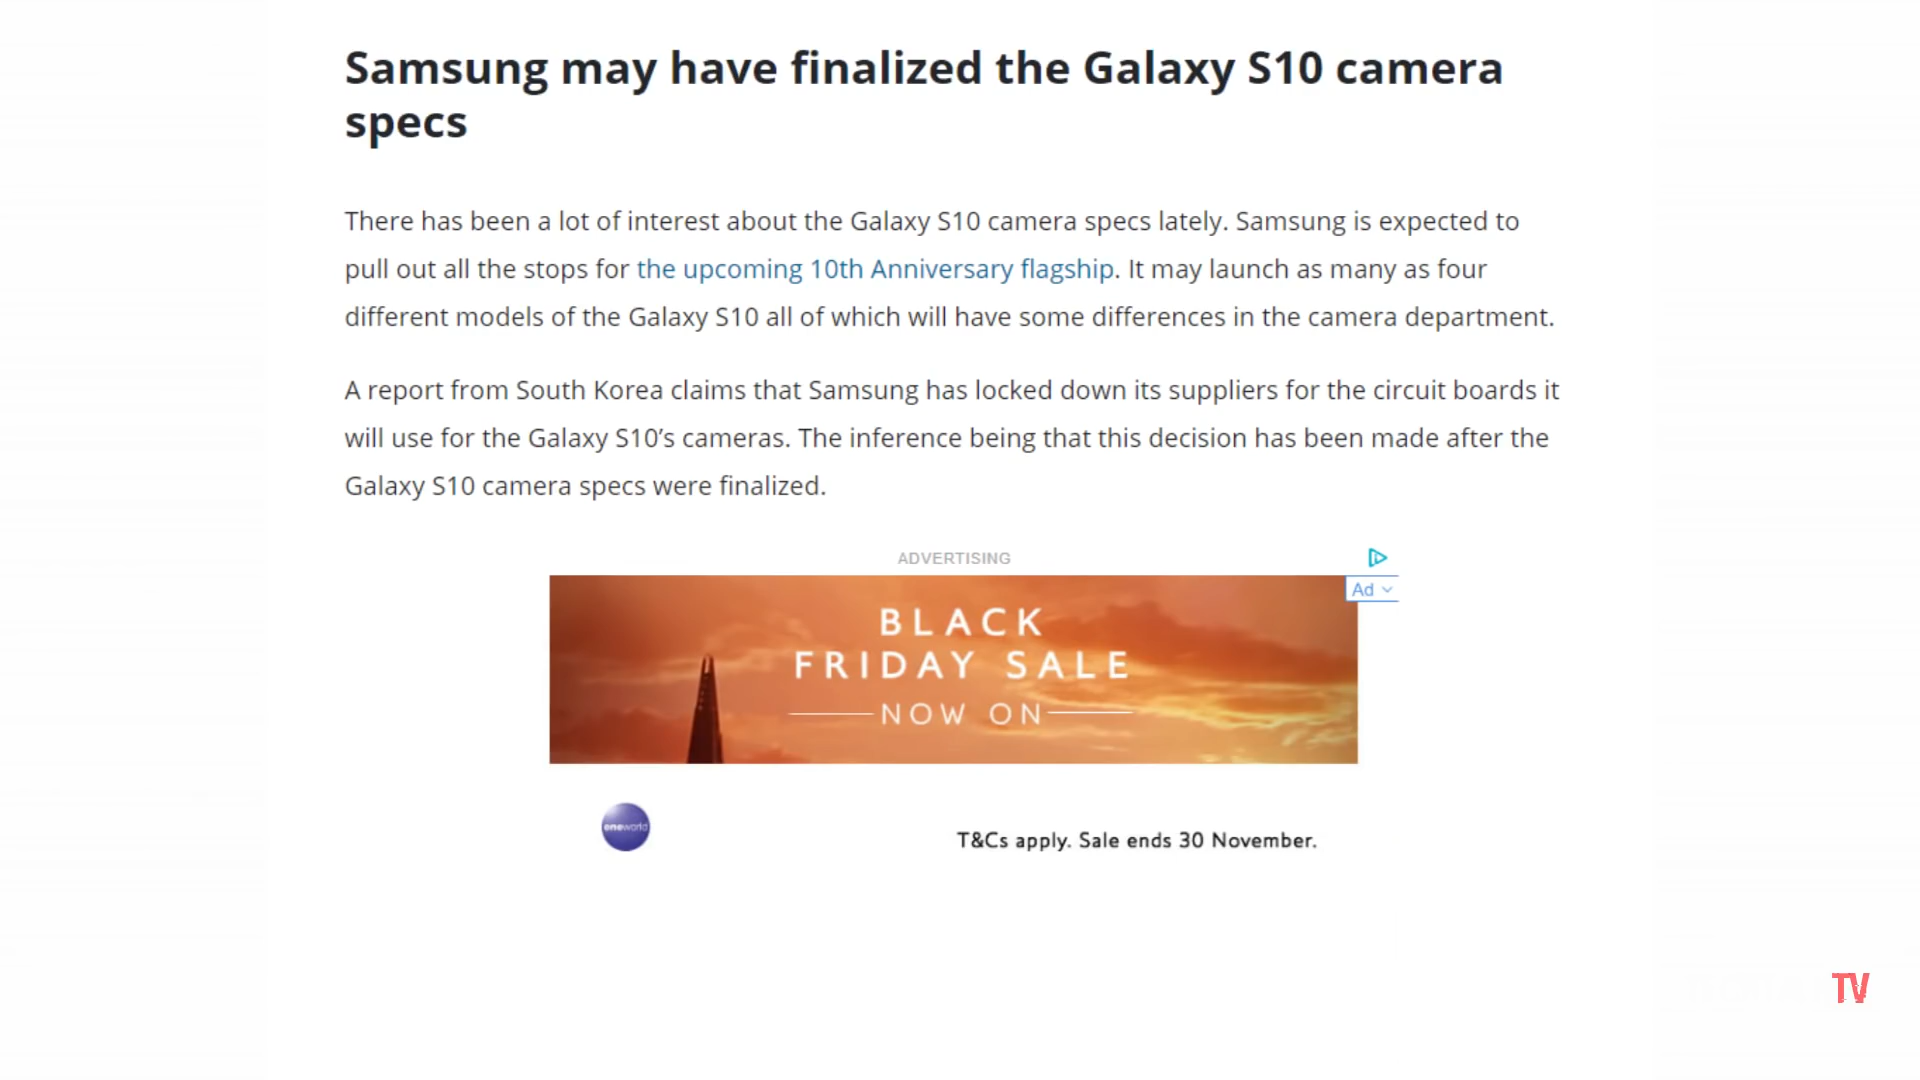 Samsung may have finalized the Galaxy S10 camera
specs
There has been a lot of interest about the Galaxy S10 camera specs lately. Samsung is expected to
pull out all the stops for the upcoming 10th Anniversary flagship. It may launch as many as four
different models of the Galaxy S10 all of which will have some differences in the camera department.
A report from South Korea claims that Samsung has locked down its suppliers for the circuit boards it
will use for the Galaxy S10’s cameras. The inference being that this decision has been made after the
Galaxy S10 camera specs were finalized.
ADVERTISING
Ad
BLACK
FRIDAY SALE
NOW ON
oneworld
T&Cs apply. Sale ends 30 November.
TV